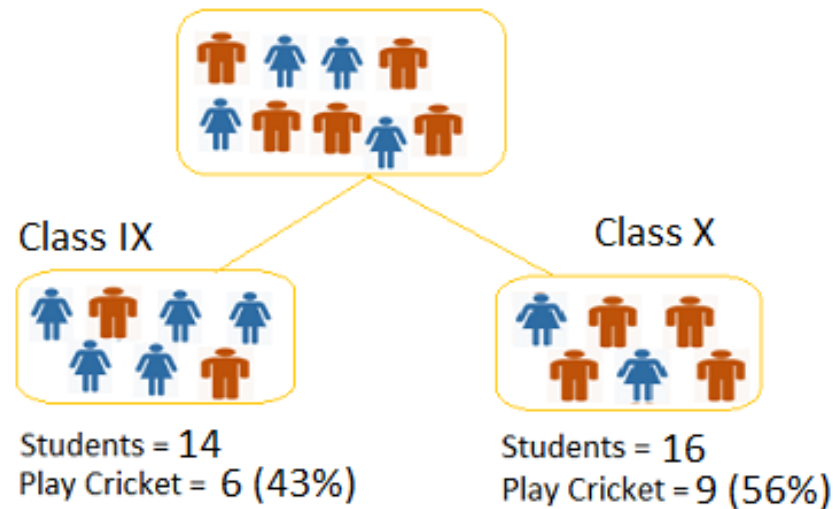 Class IX
Class X
Students = 14
Play Cricket = 6 (43%)
Students = 16
Play Cricket = 9 (56%)